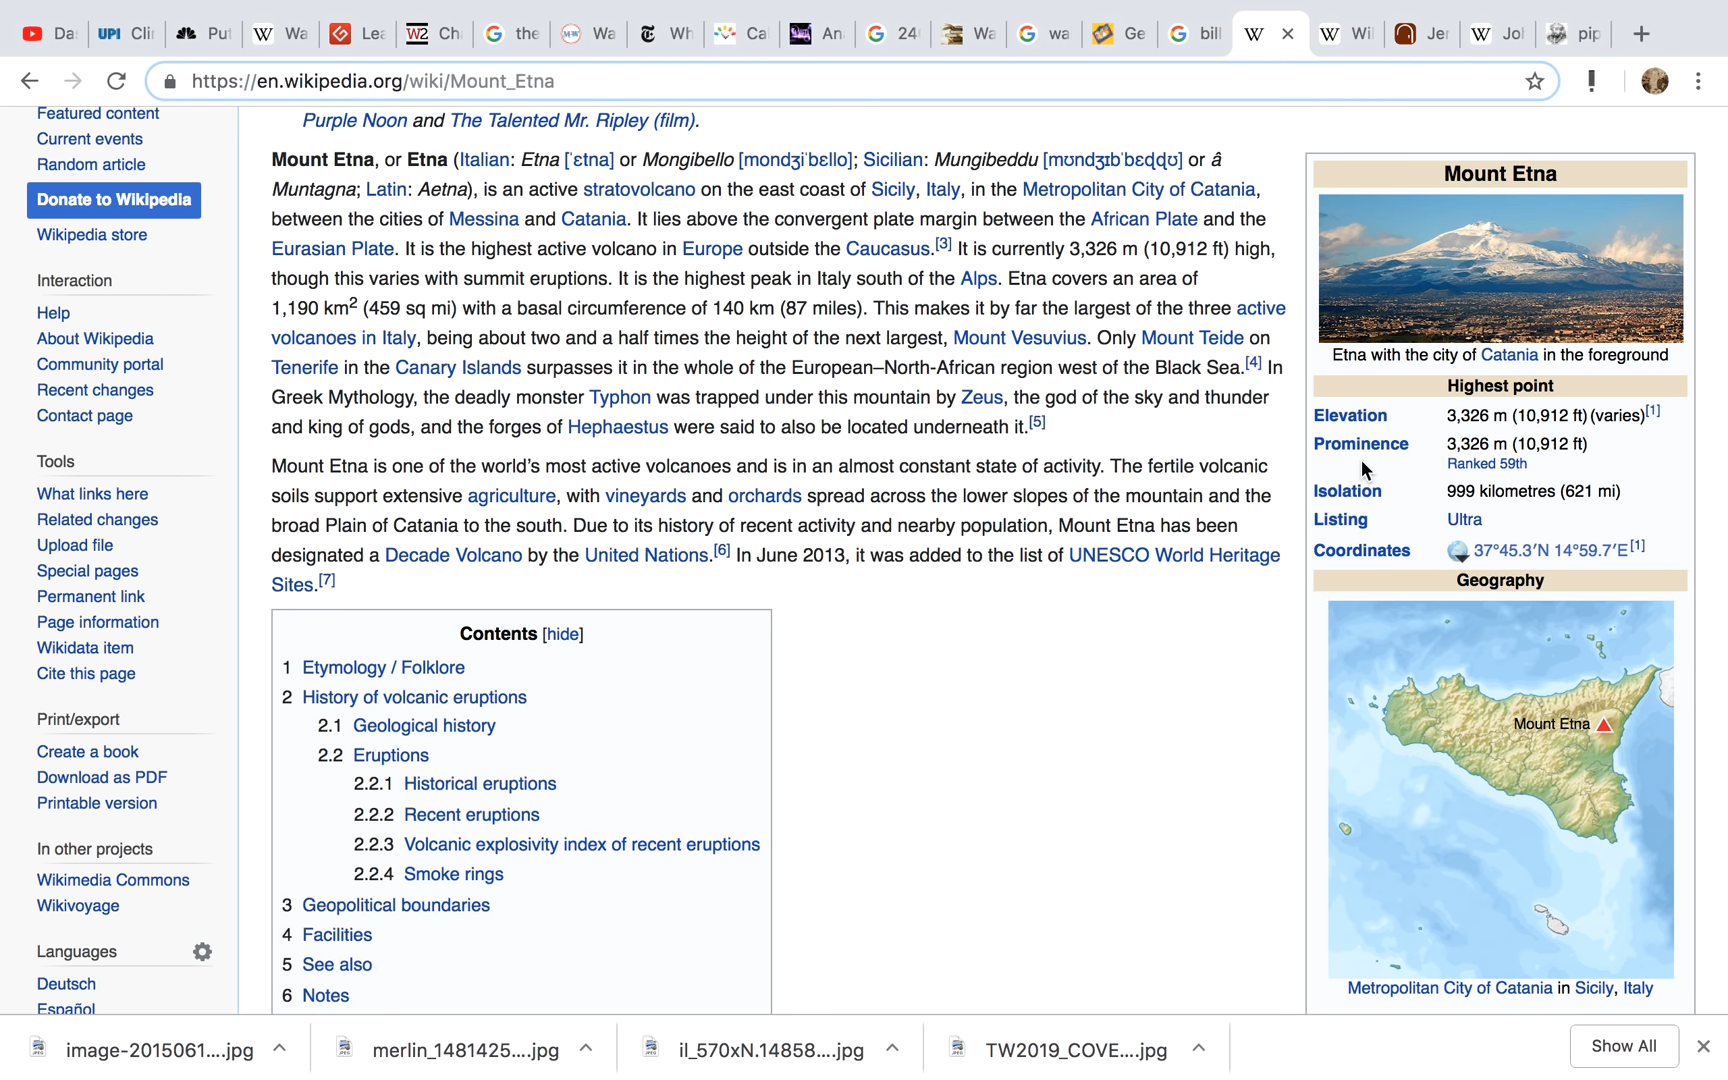 Da
UPI Clin
Put
W Wa
Lea
W2 Ch
G the
Wa
Wh
Ca
An
G 24
Wa
G wa
Ge
G bill
W
W Wil
Jer
W Jol
pip
https://en.wikipedia.org/wiki/Mount_Etna
Featured content
Current events
Random article
Donate to Wikipedia
Wikipedia store
Interaction
Help
About Wikipedia
Community portal
Recent changes
Contact page
Tools
What links here
Related changes
Upload file
Special pages
Permanent link
Page information
Wikidata item
Cite this page
Print/export
Create a book
Download as PDF
Printable version
In other projects
Wikimedia Commons
Wikivoyage
Languages
Deutsch
Español
Purple Noon and The Talented Mr. Ripley (film).
Mount Etna, or Etna (Italian: Etna [ˈɛtna] or Mongibello [mondʒiˈbɛllo]; Sicilian: Mungibeddu [mʊndʒɪbˈbɛɖɖʊ] or â
Muntagna; Latin: Aetna), is an active stratovolcano on the east coast of Sicily, Italy, in the Metropolitan City of Catania,
between the cities of Messina and Catania. It lies above the convergent plate margin between the African Plate and the
Eurasian Plate. It is the highest active volcano in Europe outside the Caucasus.[3] It is currently 3,326 m (10,912 ft) high,
though this varies with summit eruptions. It is the highest peak in Italy south of the Alps. Etna covers an area of
1,190 km2 (459 sq mi) with a basal circumference of 140 km (87 miles). This makes it by far the largest of the three active
volcanoes in Italy, being about two and a half times the height of the next largest, Mount Vesuvius. Only Mount Teide on
Tenerife in the Canary Islands surpasses it in the whole of the European–North-African region west of the Black Sea.[4] In
Greek Mythology, the deadly monster Typhon was trapped under this mountain by Zeus, the god of the sky and thunder
and king of gods, and the forges of Hephaestus were said to also be located underneath it.[5]
Mount Etna is one of the world's most active volcanoes and is in an almost constant state of activity. The fertile volcanic
soils support extensive agriculture, with vineyards and orchards spread across the lower slopes of the mountain and the
broad Plain of Catania to the south. Due to its history of recent activity and nearby population, Mount Etna has been
designated a Decade Volcano by the United Nations.[6] In June 2013, it was added to the list of UNESCO World Heritage
Sites.[7]
Contents [hide]
1 Etymology / Folklore
2 History of volcanic eruptions
2.1 Geological history
2.2 Eruptions
2.2.1 Historical eruptions
2.2.2 Recent eruptions
2.2.3 Volcanic explosivity index of recent eruptions
2.2.4 Smoke rings
3 Geopolitical boundaries
4 Facilities
5 See also
6 Notes
Mount Etna
Etna with the city of Catania in the foreground
Highest point
Elevation 3,326 m (10,912 ft) (varies)[1]
Prominence 3,326 m (10,912 ft)
Ranked 59th
Isolation 999 kilometres (621 mi)
Listing Ultra
Coordinates 37°45.3′N 14°59.7′E[1]
Geography
Mount Etna
Metropolitan City of Catania in Sicily, Italy
image-2015061....jpg
merlin_1481425....jpg
il_570xN.14858....jpg
TW2019_COVE....jpg
Show All